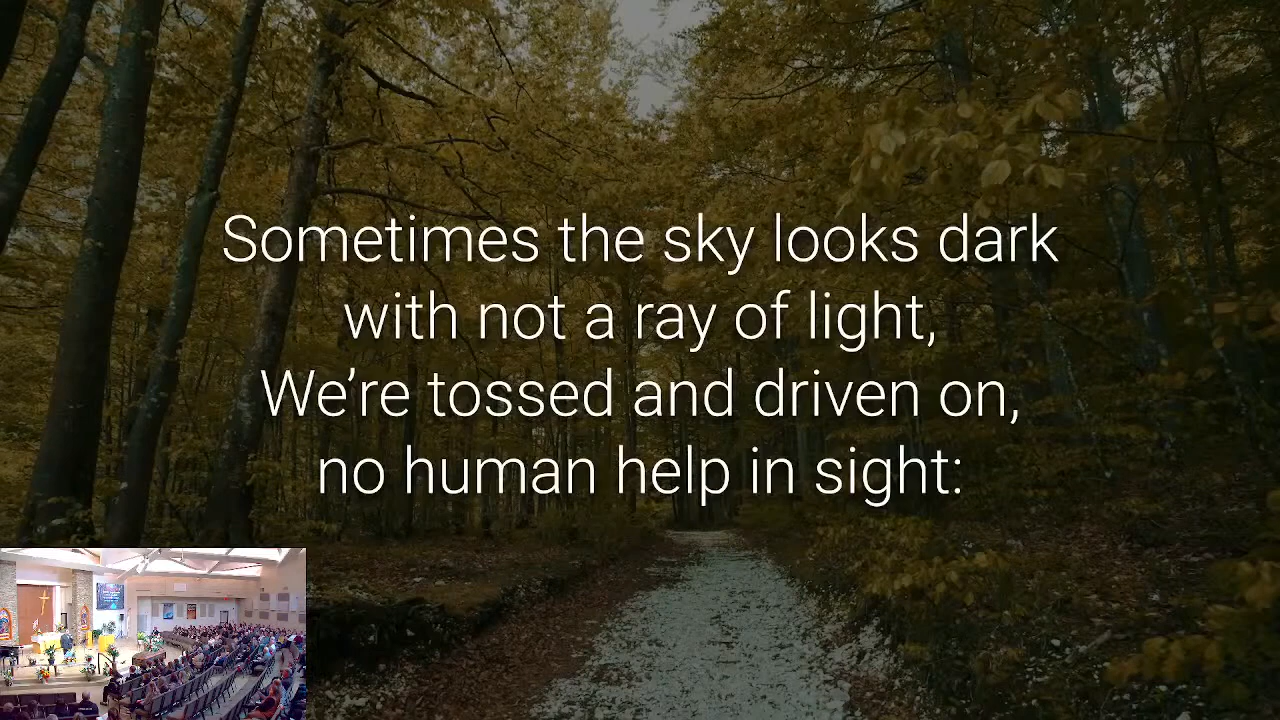 Sometimes the sky looks dark
with not a ray of light,
We’re tossed and driven on,
no human help in sight: